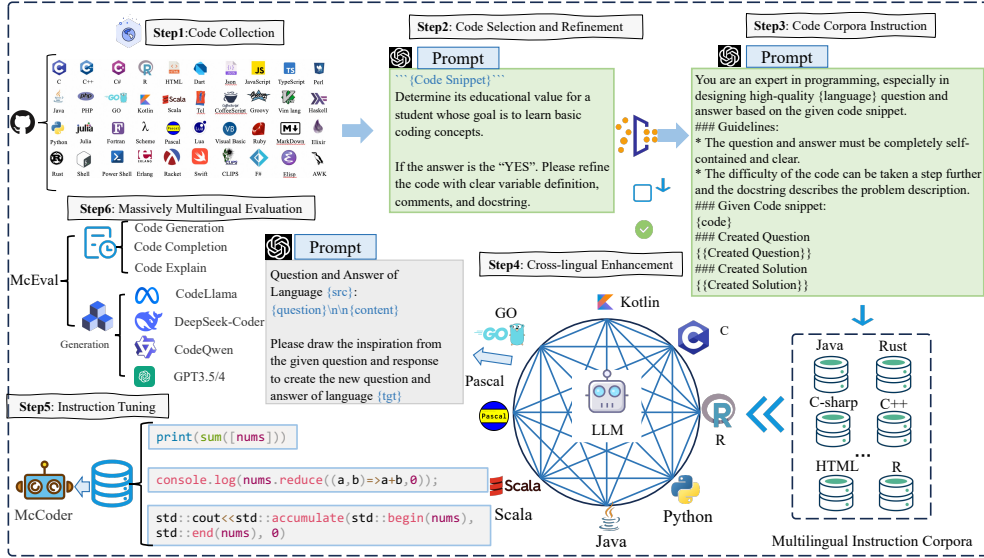 Step1:Code Collection
C C++ C# R HTML Dart Json JavaScript TypeScript Perl
Java PHP GO Kotlin Scala Tcl CoffeeScript Groovy Vim lang Haskell
Python Julia Fortran Scheme Pascal Lua Visual Basic Ruby MarkDown Elixir
Rust Shell Power Shell Erlang Racket Swift CLIPS F# Elisp AWK
Step2: Code Selection and Refinement
Prompt
```{Code Snippet}```
Determine its educational value for a
student whose goal is to learn basic
coding concepts.
If the answer is the “YES”. Please refine
the code with clear variable definition,
comments, and docstring.
Step3: Code Corpora Instruction
Prompt
You are an expert in programming, especially in
designing high-quality {language} question and
answer based on the given code snippet.
### Guidelines:
* The question and answer must be completely self-
contained and clear.
* The difficulty of the code can be taken a step further
and the docstring describes the problem description.
### Given Code snippet:
{code}
### Created Question
{{Created Question}}
### Created Solution
{{Created Solution}}
Java
Rust
C-sharp
C++
...
HTML
R
Multilingual Instruction Corpora
Step4: Cross-lingual Enhancement
Prompt
Question and Answer of
Language {src}:
{question}\n\n{content}
Please draw the inspiration from
the given question and response
to create the new question and
answer of language {tgt}
Kotlin
C
R
Python
Java
Scala
Scala
Pascal
Pascal
GO
GO
LLM
Step5: Instruction Tuning
print(sum([nums]))
console.log(nums.reduce((a,b)=>a+b,0));
std::cout<<std::accumulate(std::begin(nums),
std::end(nums), 0)
McCoder
Step6: Massively Multilingual Evaluation
McEval
Code Generation
Code Completion
Code Explain
Generation
CodeLlama
DeepSeek-Coder
CodeQwen
GPT3.5/4